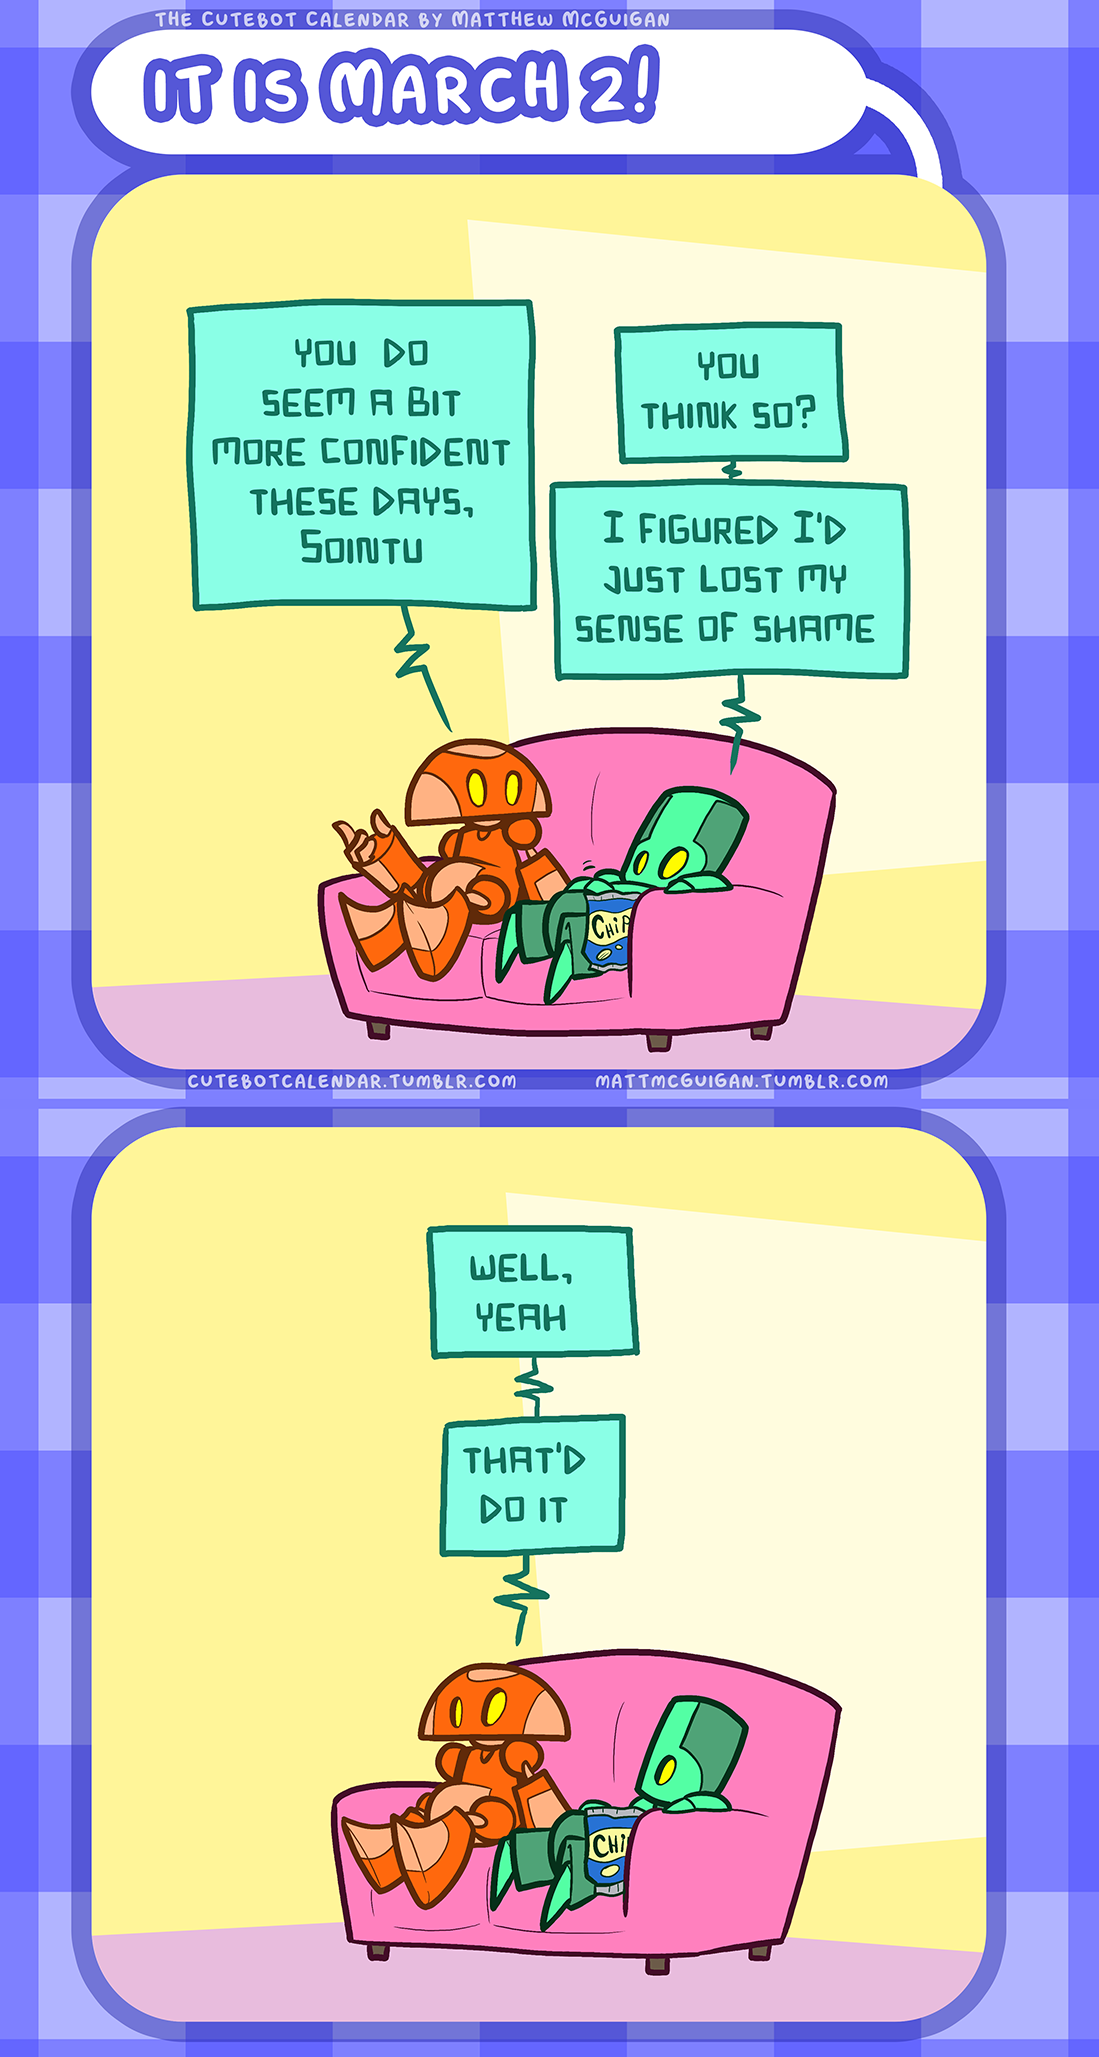 THE CUTEBOT CALENDAR BY MATTHEW MCGUIGAN
IT IS MARCH 2!
YOU DO
SEEM A BIT
MORE CONFIDENT
THESE DAYS,
SOINTU
YOU
THINK SO?
I FIGURED I'D
JUST LOST MY
SENSE OF SHAME
CHIP
CUTEBOTCALENDAR.TUMBLR.COM
MATTMCGUIGAN.TUMBLR.COM
WELL,
YEAH
THAT'D
DO IT
CHI